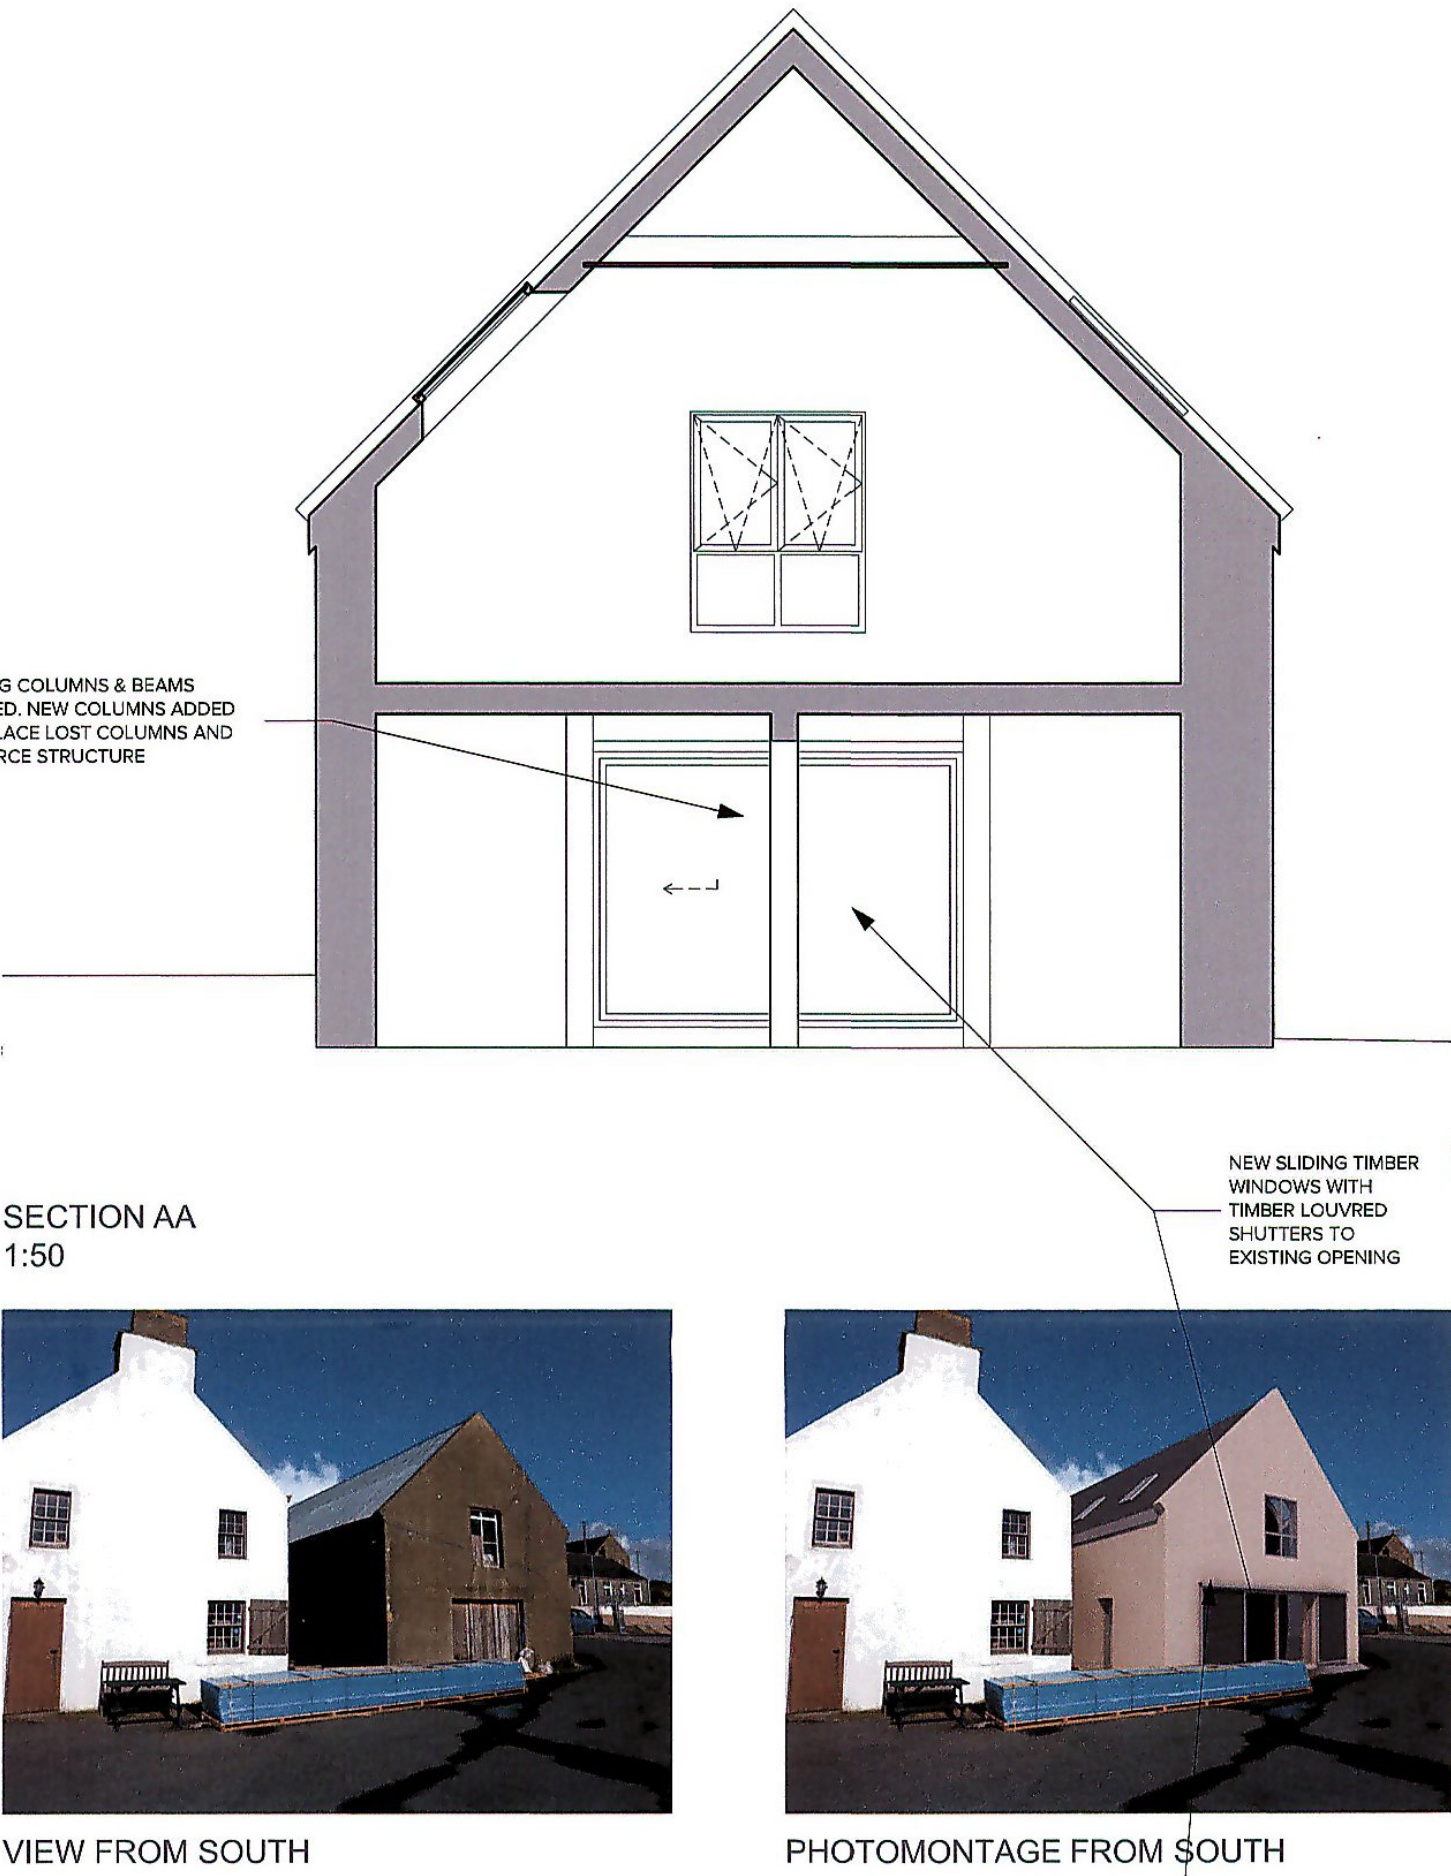 G COLUMNS & BEAMS
ED. NEW COLUMNS ADDED
LACE LOST COLUMNS AND
RCE STRUCTURE
NEW SLIDING TIMBER
WINDOWS WITH
TIMBER LOUVRED
SHUTTERS TO
EXISTING OPENING
SECTION AA
1:50
VIEW FROM SOUTH
PHOTOMONTAGE FROM SOUTH